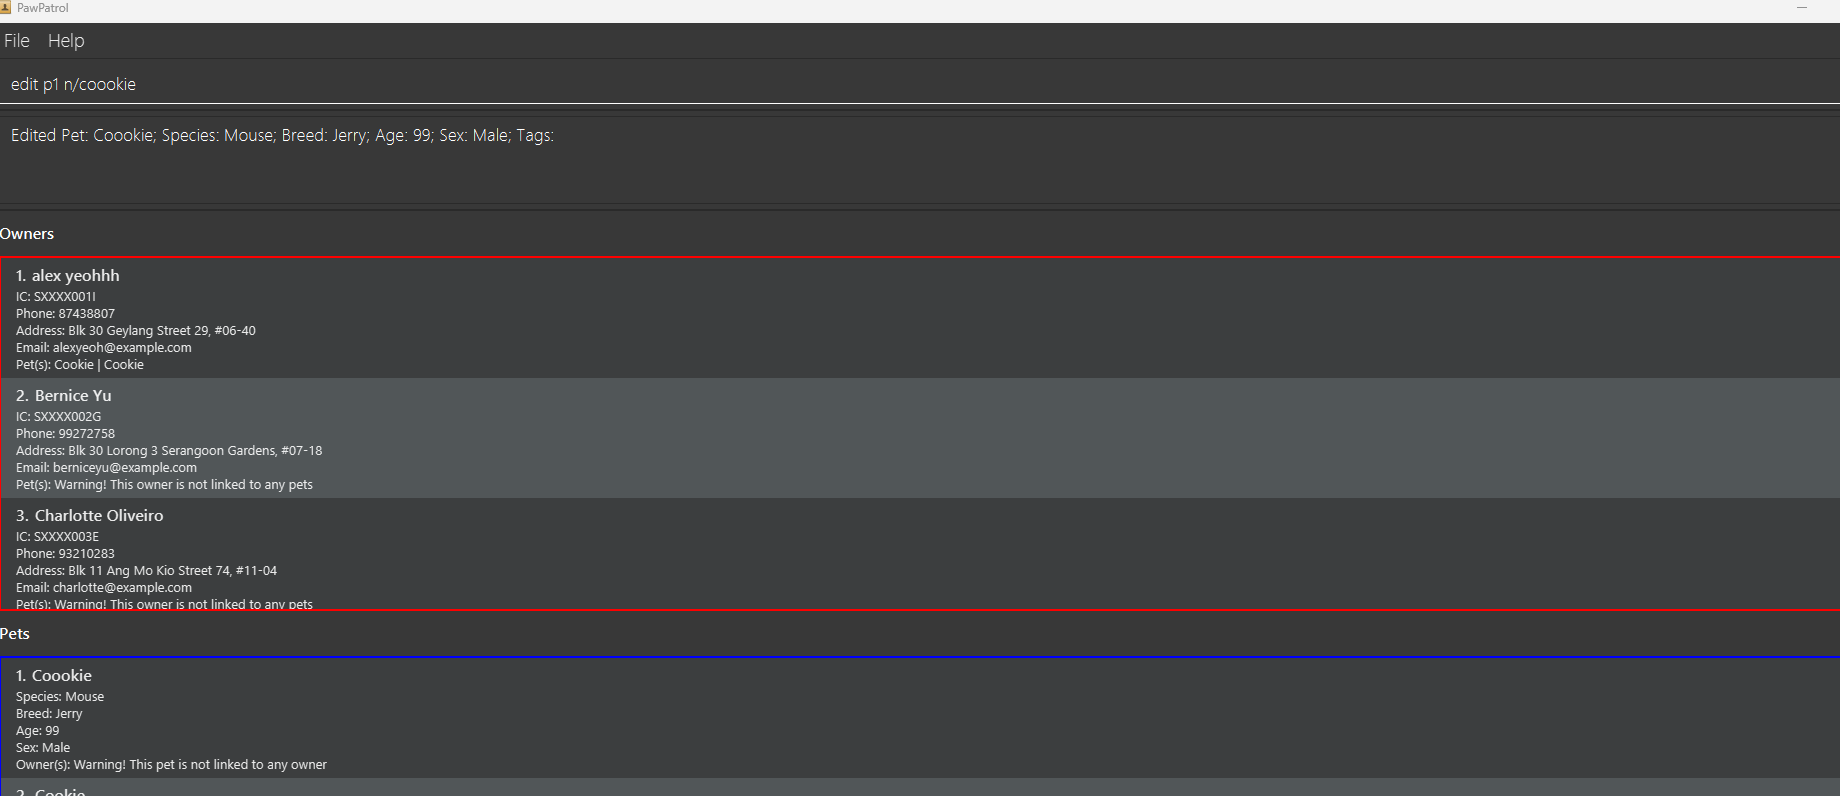 PawPatrol
File Help
edit p1 n/coookie
Edited Pet: Coookie; Species: Mouse; Breed: Jerry; Age: 99; Sex: Male; Tags:
Owners
1. alex yeohhh
IC: SXXXX001I
Phone: 87438807
Address: Blk 30 Geylang Street 29, #06-40
Email: alexyeoh@example.com
Pet(s): Cookie | Cookie
2. Bernice Yu
IC: SXXXX002G
Phone: 99272758
Address: Blk 30 Lorong 3 Serangoon Gardens, #07-18
Email: berniceyu@example.com
Pet(s): Warning! This owner is not linked to any pets
3. Charlotte Oliveiro
IC: SXXXX003E
Phone: 93210283
Address: Blk 11 Ang Mo Kio Street 74, #11-04
Email: charlotte@example.com
Pet(s): Warning! This owner is not linked to any pets
Pets
1. Coookie
Species: Mouse
Breed: Jerry
Age: 99
Sex: Male
Owner(s): Warning! This pet is not linked to any owner
2. Cookie